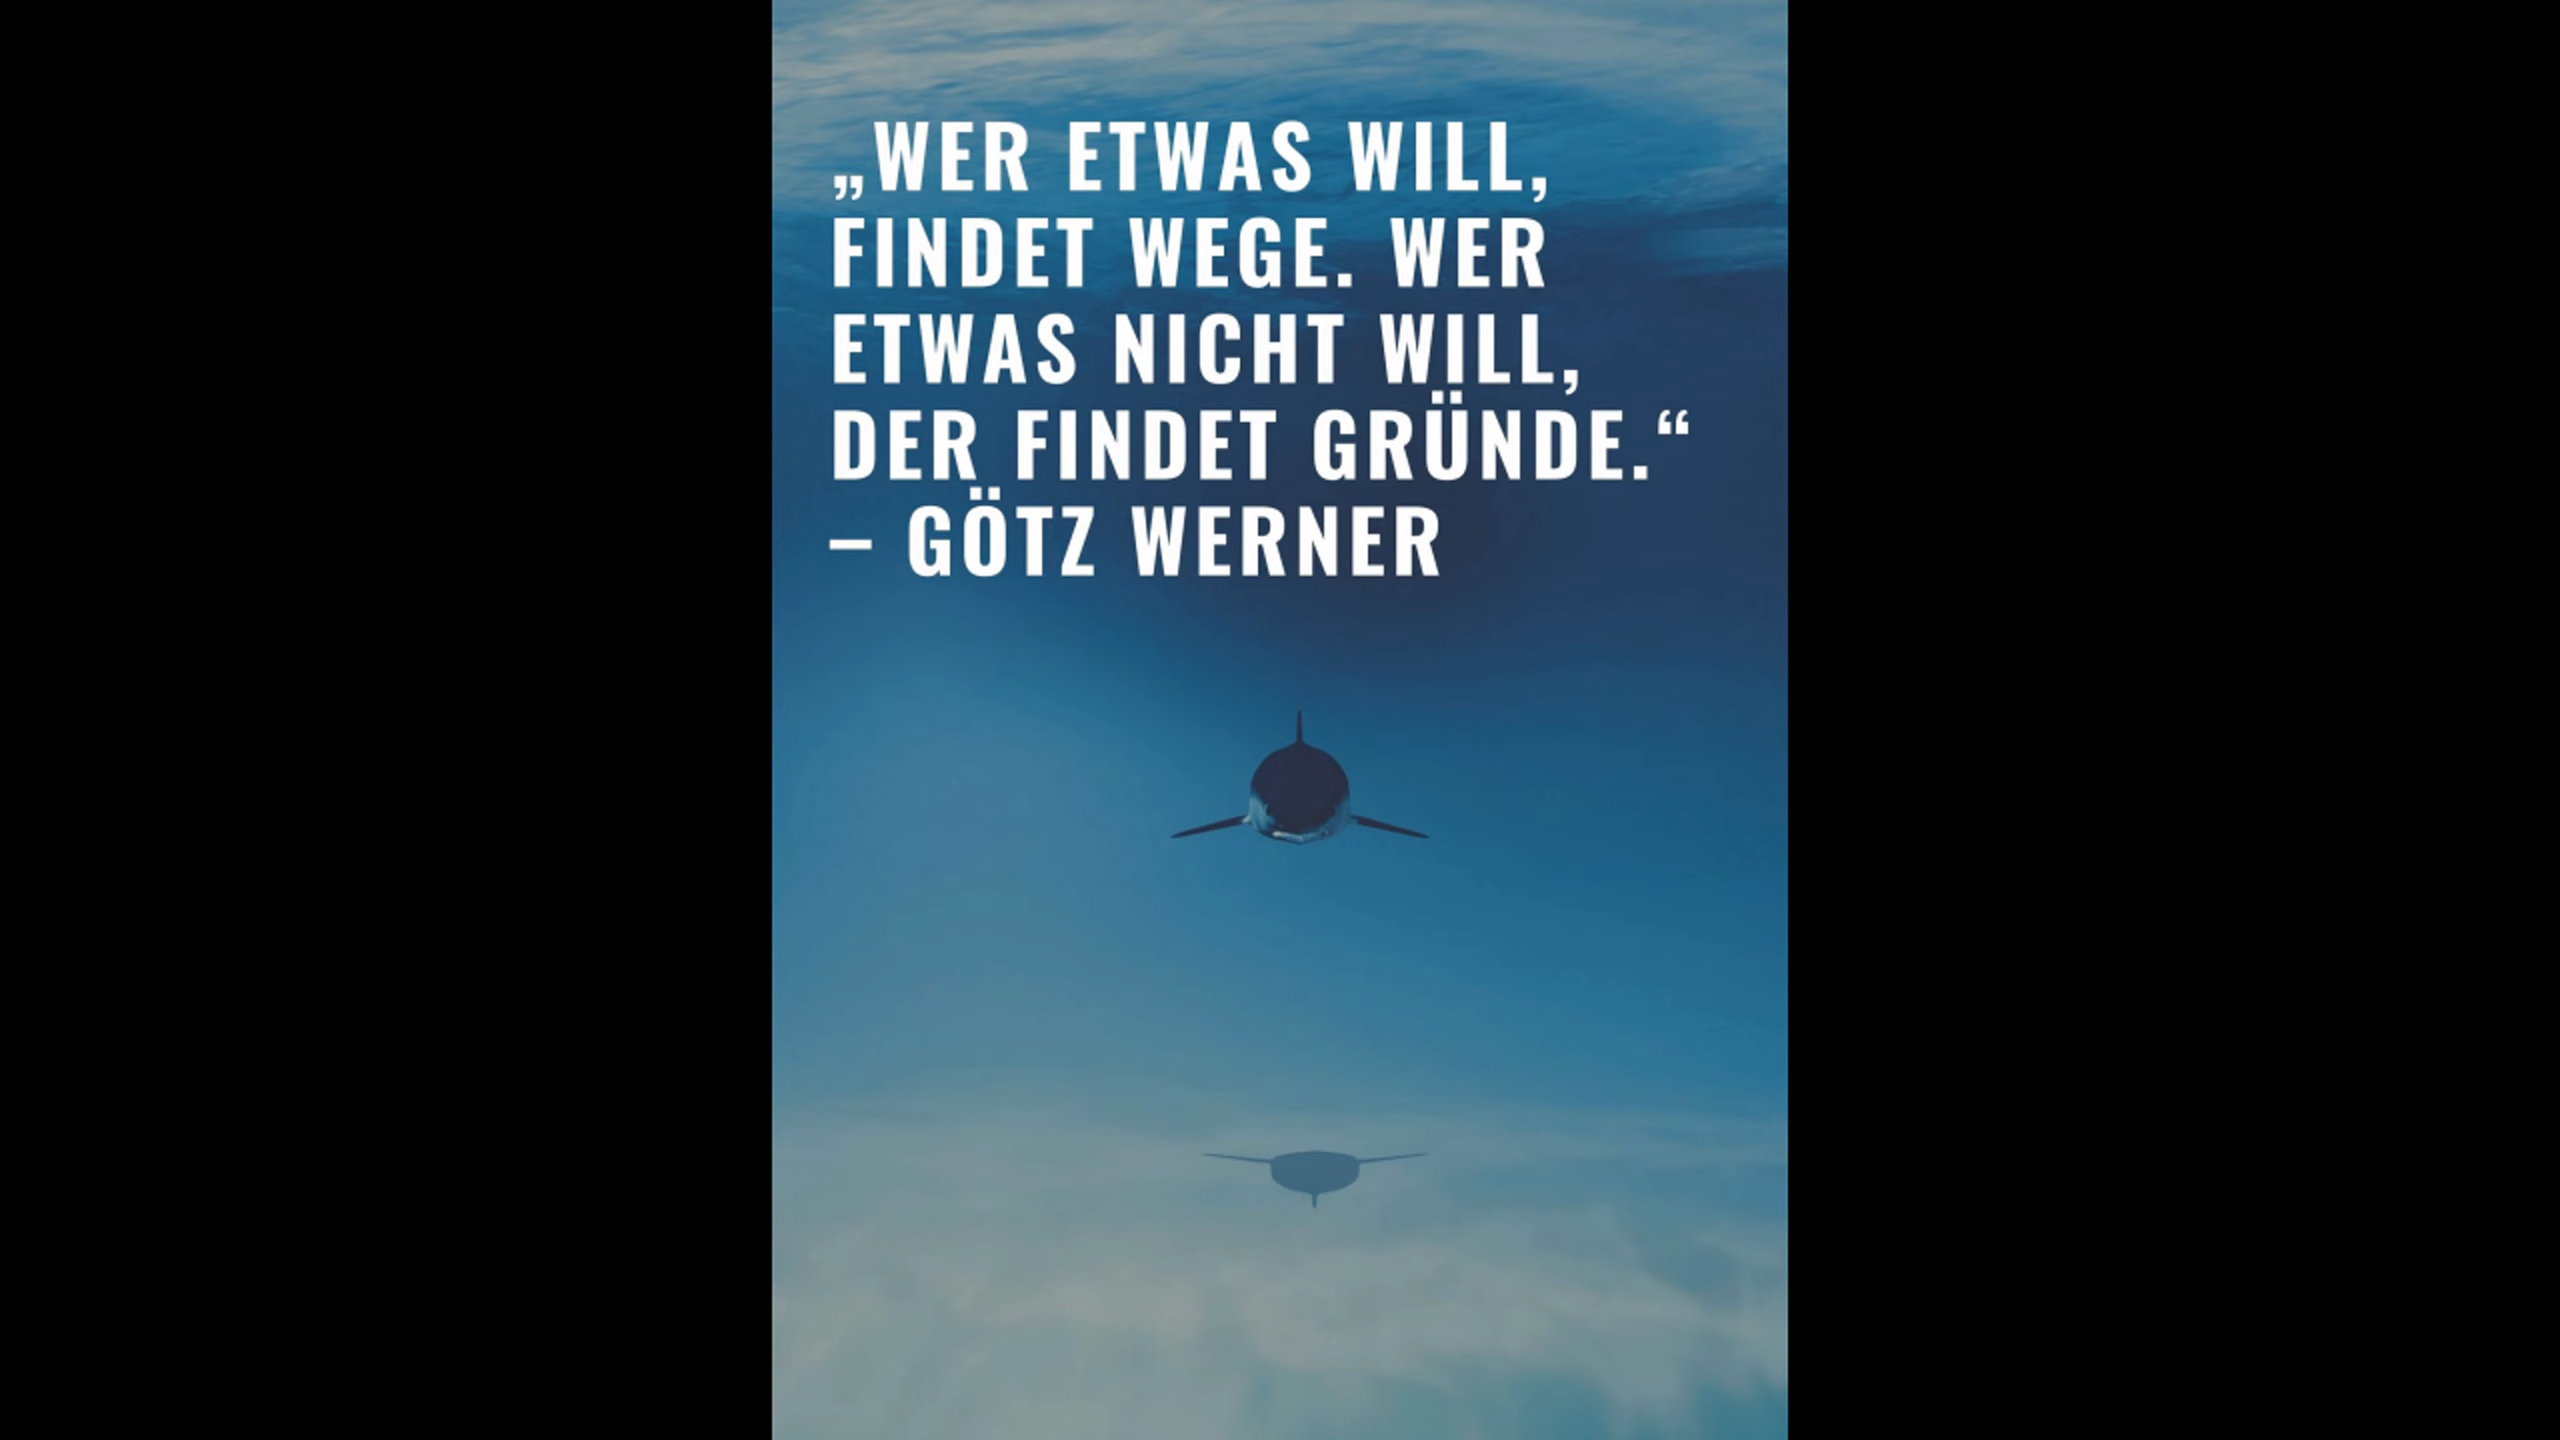 „WER ETWAS WILL,
FINDET WEGE. WER
ETWAS NICHT WILL,
DER FINDET GRÜNDE.“
– GÖTZ WERNER